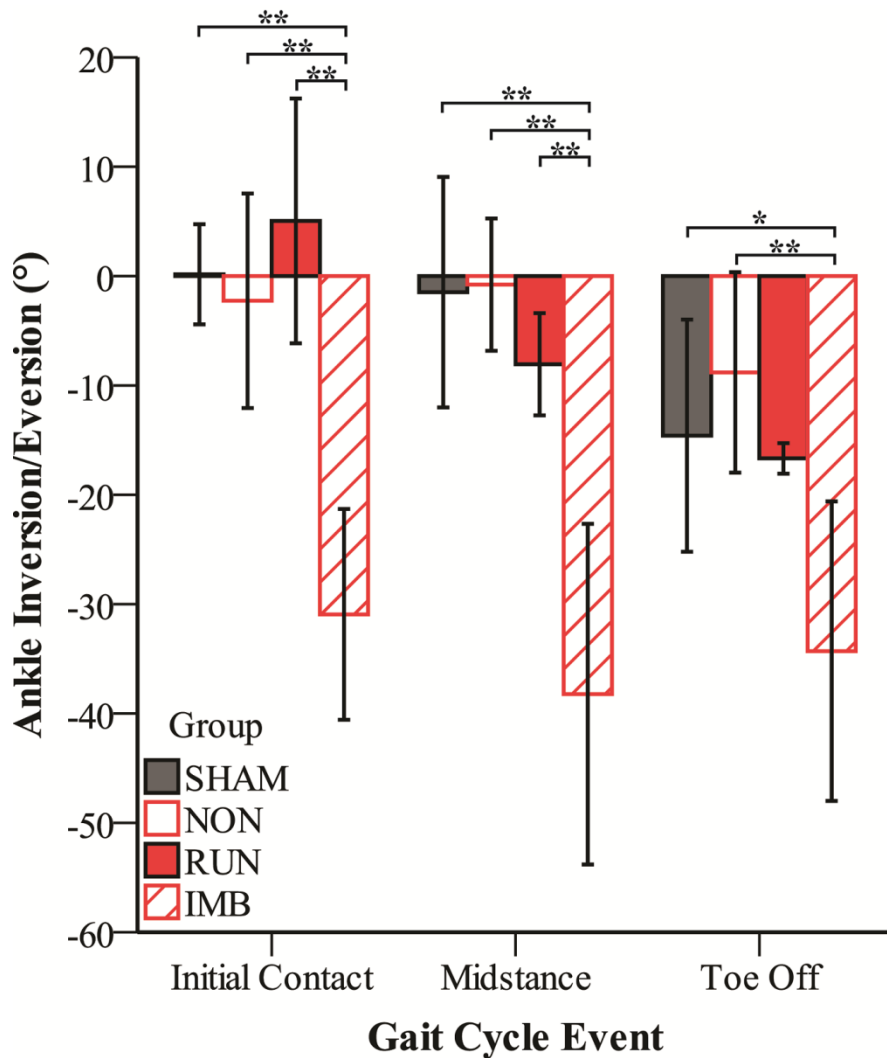 **
**
**
**
**
**
*
**
20
10
0
-10
-20
-30
-40
-50
-60
Ankle Inversion/Eversion (°)
Group
SHAM
NON
RUN
IMB
Initial Contact Midstance Toe Off
Gait Cycle Event